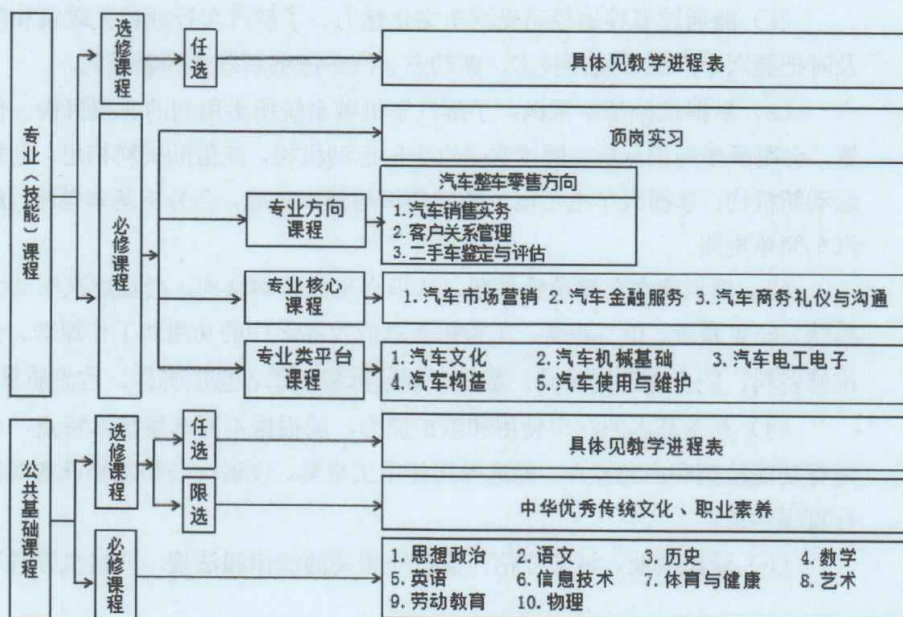 专业（技能）课程
选修课程
任选
具体见教学进程表
必修课程
顶岗实习
专业方向
课程
汽车整车零售方向
1.汽车销售实务
2.客户关系管理
3.二手车鉴定与评估
专业核心
课程
1.汽车市场营销 2.汽车金融服务 3.汽车商务礼仪与沟通
专业类平台
课程
1.汽车文化 2.汽车机械基础 3.汽车电工电子
4.汽车构造 5.汽车使用与维护
公共基础课程
选修课程
任选
具体见教学进程表
限选
中华优秀传统文化、职业素养
必修课程
1.思想政治 2.语文 3.历史 4.数学
5.英语 6.信息技术 7.体育与健康 8.艺术
9.劳动教育 10.物理